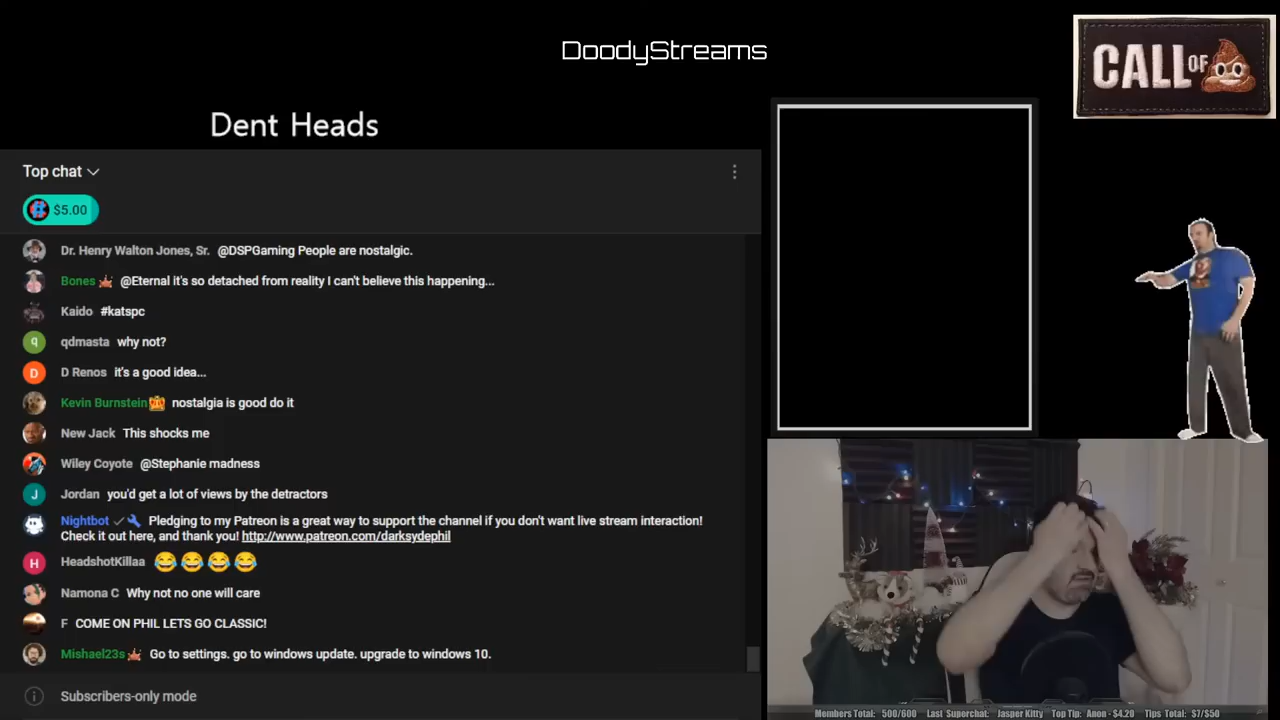 DoodyStreams
CALL OF
Dent Heads
Top chat
$5.00
Dr. Henry Walton Jones, Sr. @DSPGaming People are nostalgic.
Bones @Eternal it's so detached from reality I can't believe this happening...
Kaido #katspc
q qdmasta why not?
D D Renos it's a good idea...
Kevin Burnstein nostalgia is good do it
New Jack This shocks me
Wiley Coyote @Stephanie madness
J Jordan you'd get a lot of views by the detractors
Nightbot Pledging to my Patreon is a great way to support the channel if you don't want live stream interaction!
Check it out here, and thank you! http://www.patreon.com/darksydephil
H HeadshotKillaa 😂😂😂😂
Namona C Why not no one will care
F COME ON PHIL LETS GO CLASSIC!
Mishael23s Go to settings. go to windows update. upgrade to windows 10.
Subscribers-only mode
Members Total: 500/600 Last Superchat: Jasper Kitty Top Tip: Anon - $4.20 Tips Total: $7/$50